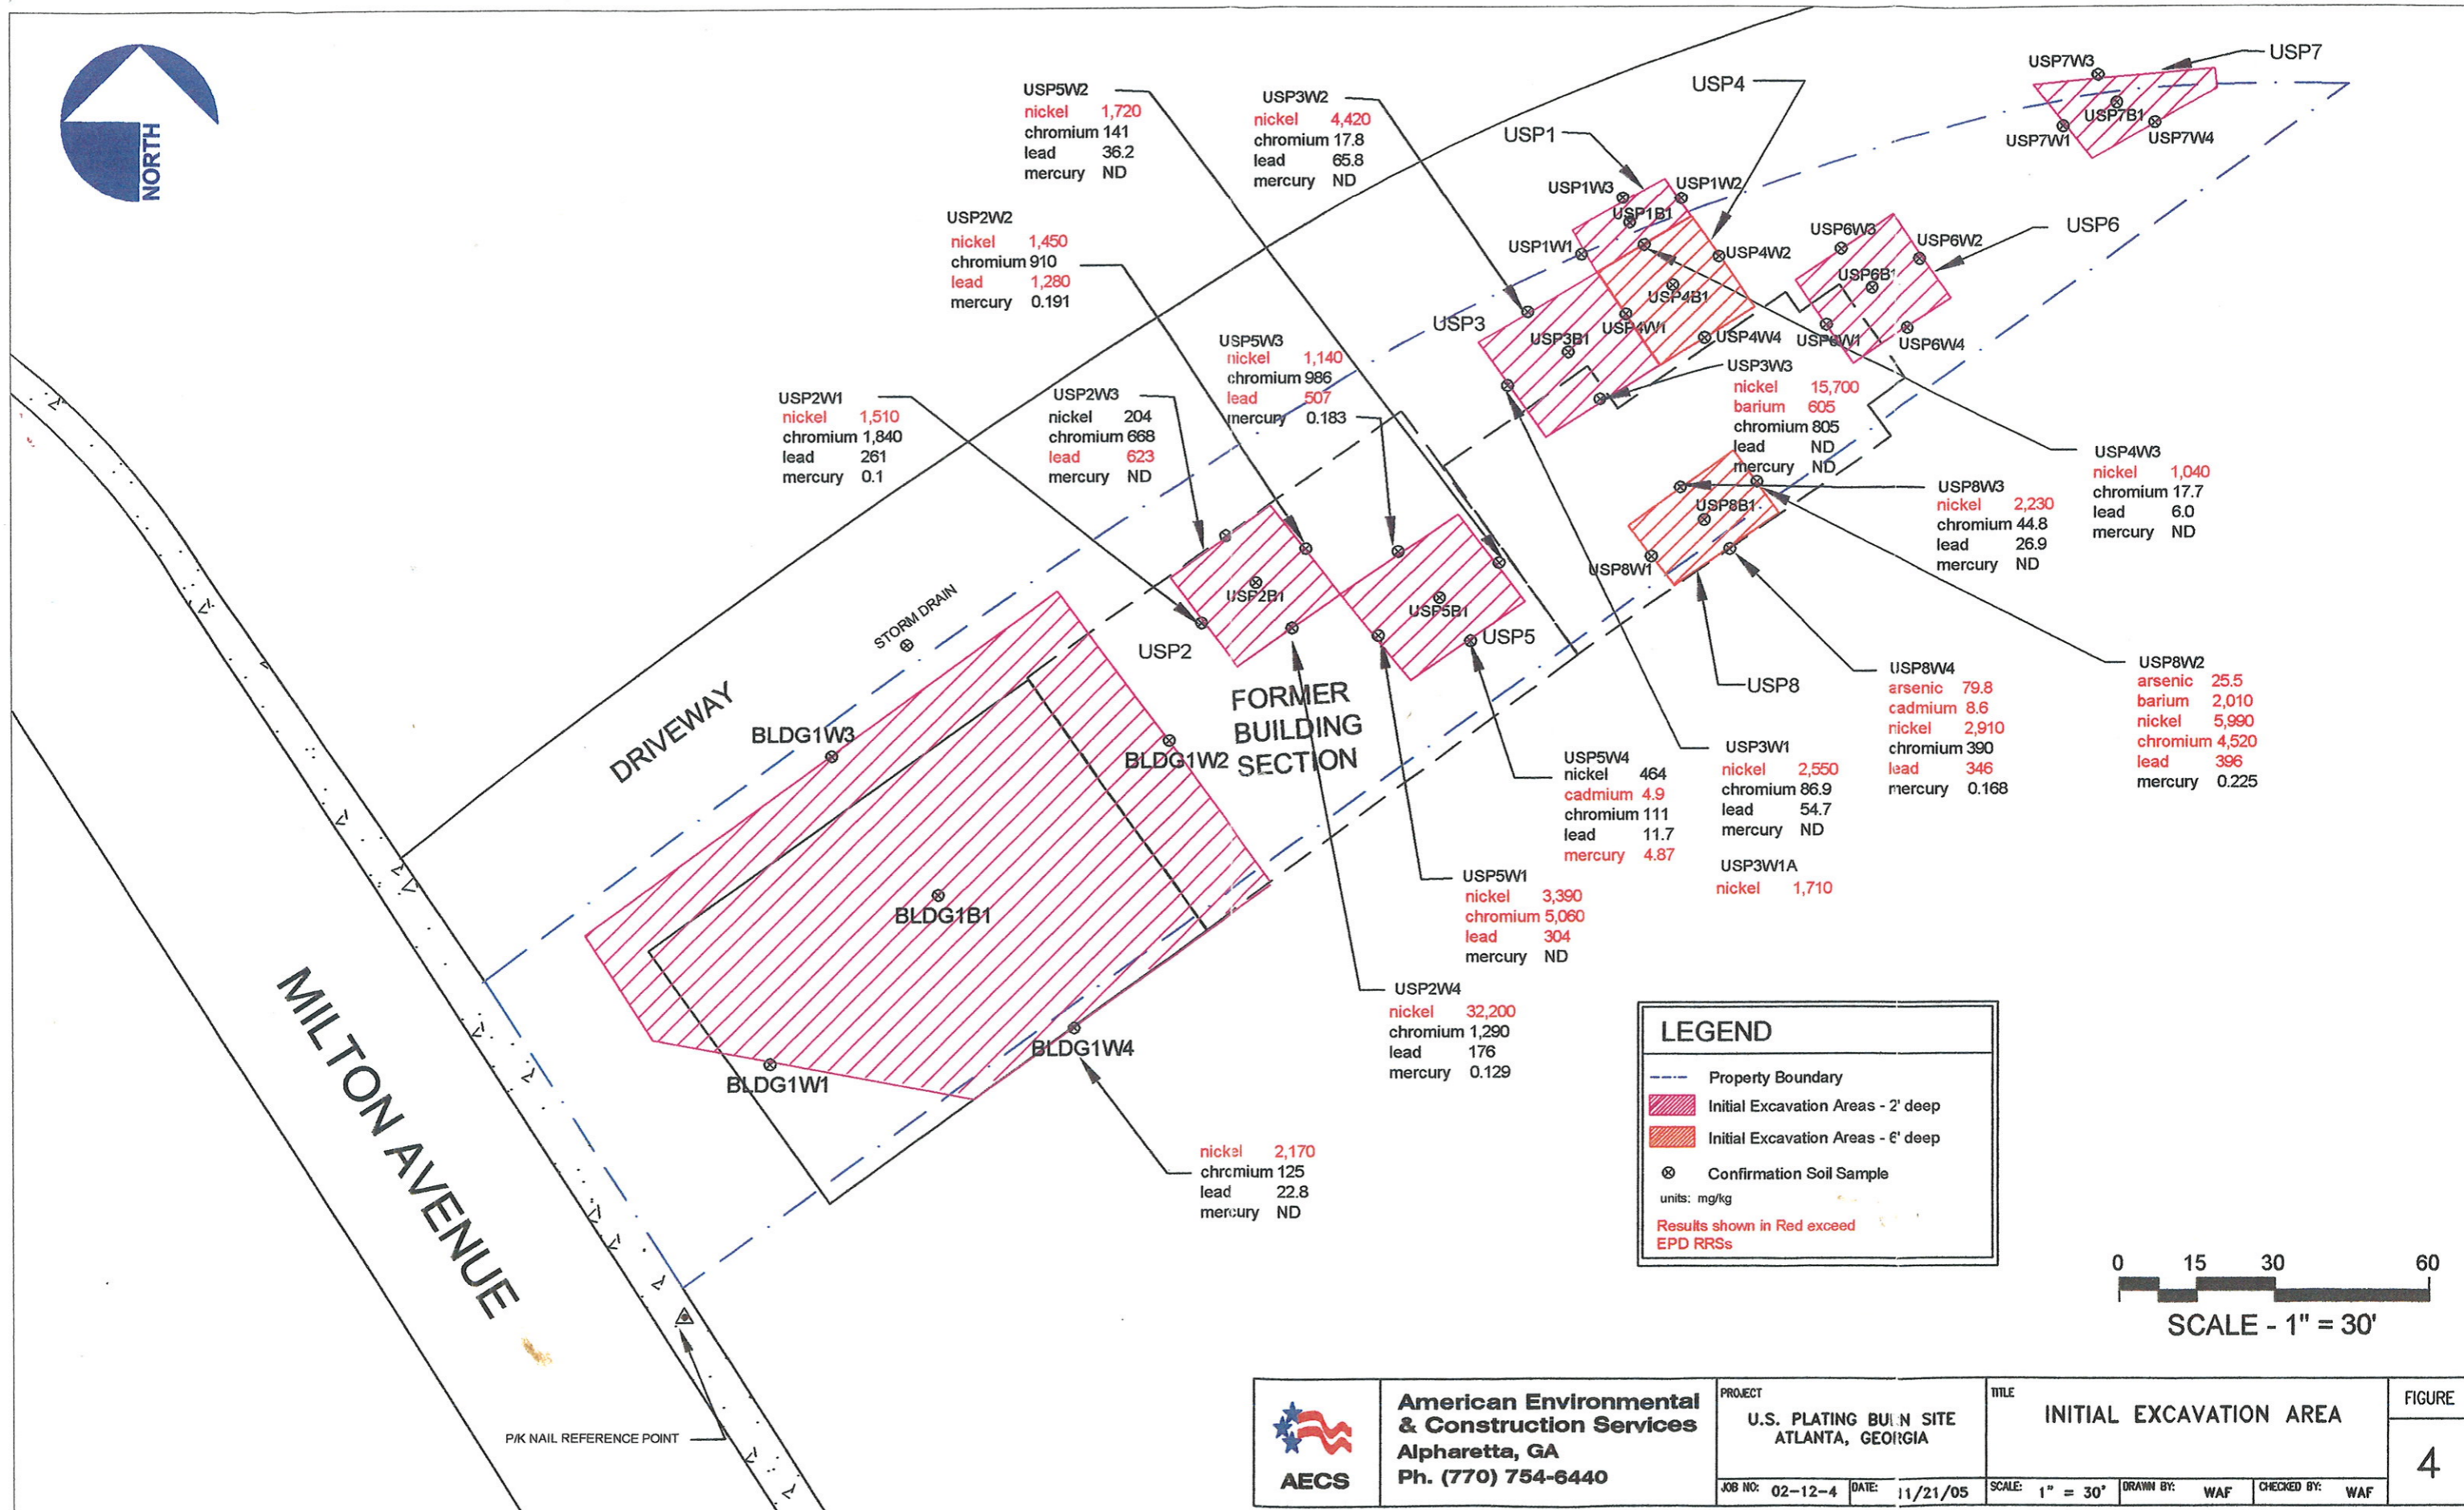 NORTH
USP5W2
nickel 1,720
chromium 141
lead 36.2
mercury ND
USP3W2
nickel 4,420
chromium 17.8
lead 65.8
mercury ND
USP4
USP1
USP7W3
USP7
USP7B1
USP7W1
USP7W4
USP1W3
USP1W2
USP1B1
USP1W1
USP4W2
USP4B1
USP4W1
USP4W4
USP6W3
USP6W2
USP6
USP6B1
USP6W1
USP6W4
USP2W2
nickel 1,450
chromium 910
lead 1,280
mercury 0.191
USP3
USP3B1
USP5W3
nickel 1,140
chromium 986
lead 507
mercury 0.183
USP3W3
nickel 15,700
barium 605
chromium 805
lead ND
mercury ND
USP2W1
nickel 1,510
chromium 1,840
lead 261
mercury 0.1
USP2W3
nickel 204
chromium 668
lead 623
mercury ND
USP4W3
nickel 1,040
chromium 17.7
lead 6.0
mercury ND
USP8W3
nickel 2,230
chromium 44.8
lead 26.9
mercury ND
USP8B1
USP8W1
USP8
USP2B1
USP2
USP5B1
USP5
STORM DRAIN
DRIVEWAY
FORMER
BUILDING
SECTION
BLDG1W3
BLDG1W2
BLDG1B1
BLDG1W4
BLDG1W1
USP8W4
arsenic 79.8
cadmium 8.6
nickel 2,910
chromium 390
lead 346
mercury 0.168
USP8W2
arsenic 25.5
barium 2,010
nickel 5,990
chromium 4,520
lead 396
mercury 0.225
USP5W4
nickel 464
cadmium 4.9
chromium 111
lead 11.7
mercury 4.87
USP3W1
nickel 2,550
chromium 86.9
lead 54.7
mercury ND
USP3W1A
nickel 1,710
USP5W1
nickel 3,390
chromium 5,060
lead 304
mercury ND
USP2W4
nickel 32,200
chromium 1,290
lead 176
mercury 0.129
nickel 2,170
chromium 125
lead 22.8
mercury ND
MILTON AVENUE
P/K NAIL REFERENCE POINT
LEGEND
Property Boundary
Initial Excavation Areas - 2' deep
Initial Excavation Areas - 6' deep
Confirmation Soil Sample
units: mg/kg
Results shown in Red exceed
EPD RRSs
0 15 30 60
SCALE - 1" = 30'
AECS
American Environmental
& Construction Services
Alpharetta, GA
Ph. (770) 754-6440
PROJECT
U.S. PLATING BURN SITE
ATLANTA, GEORGIA
JOB NO: 02-12-4 DATE: 11/21/05
TITLE
INITIAL EXCAVATION AREA
SCALE: 1" = 30' DRAWN BY: WAF CHECKED BY: WAF
FIGURE
4